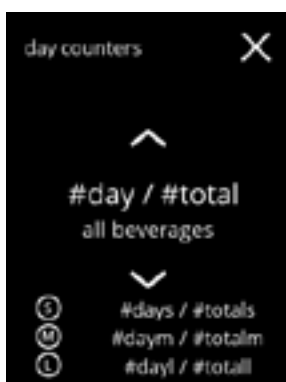 day counters
#day / #total
all beverages
S #days / #totals
M #daym / #totalm
L #dayl / #totall